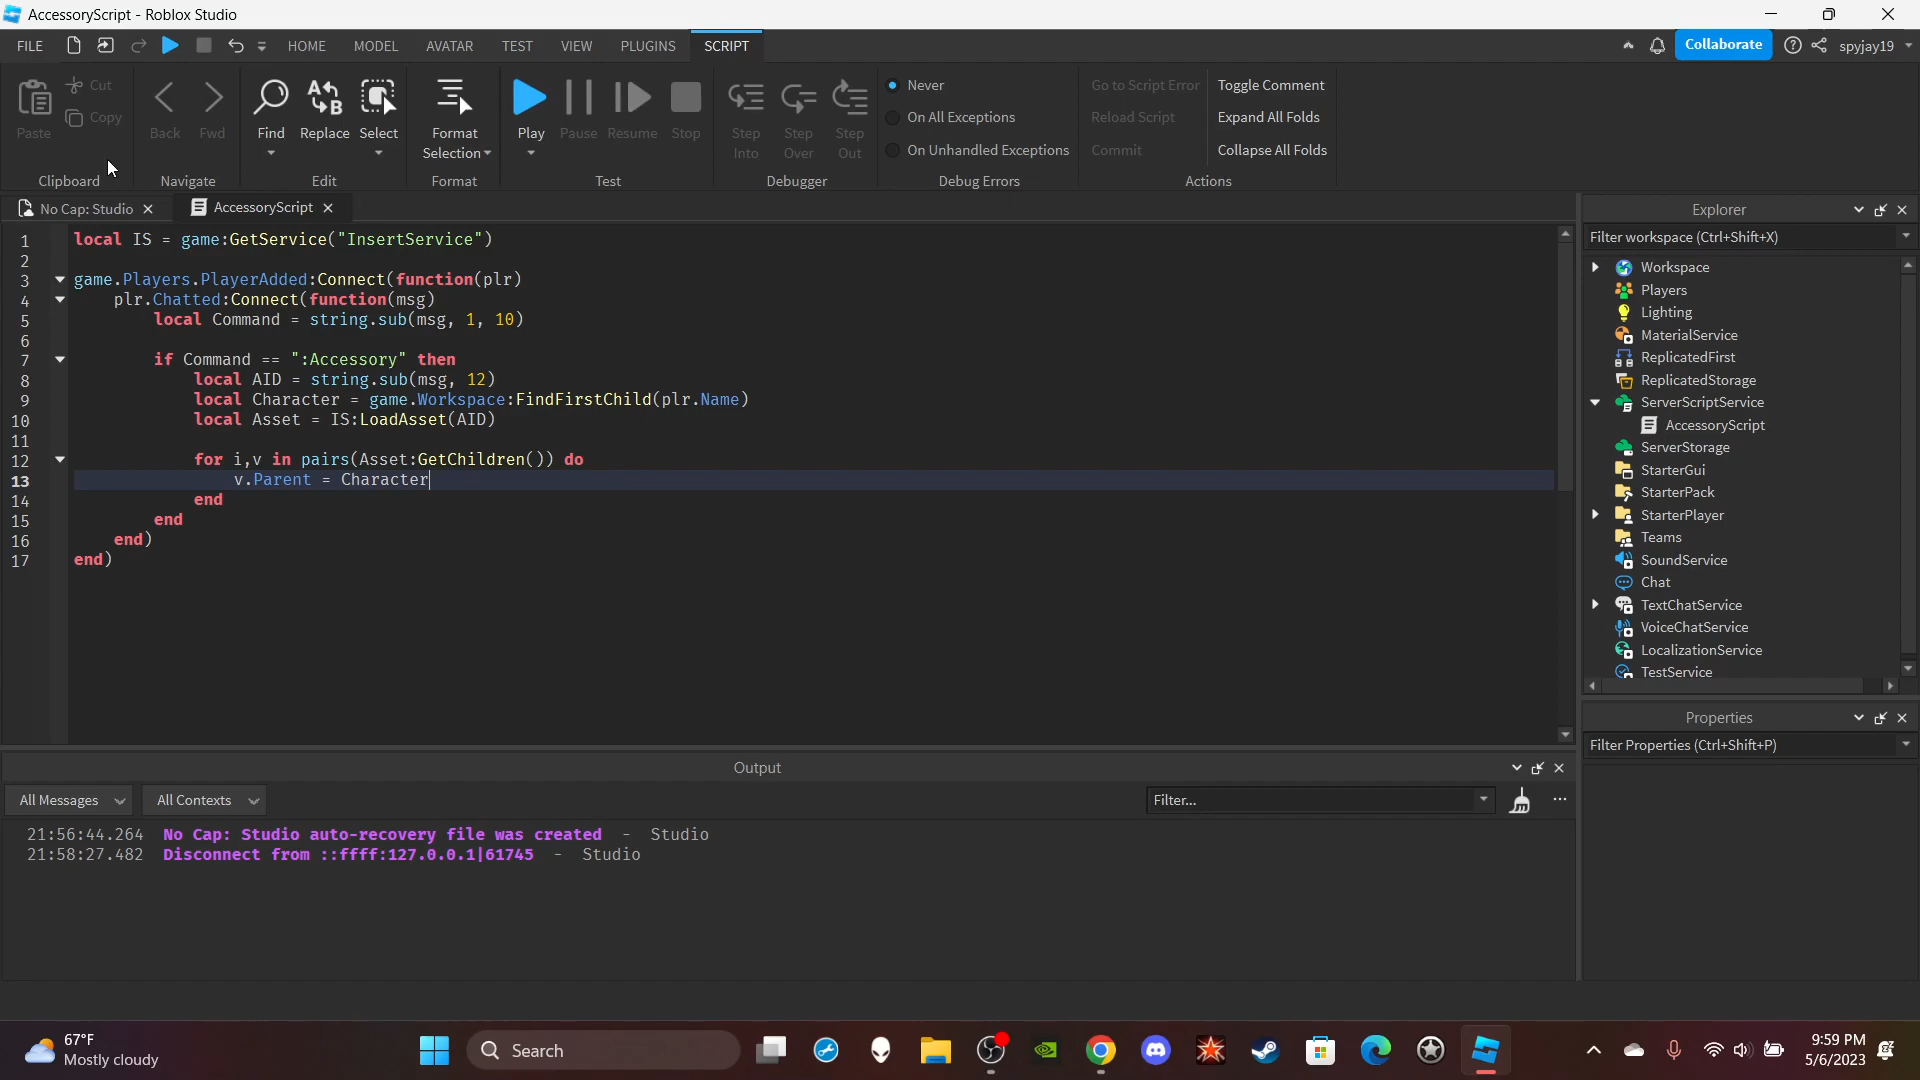 AccessoryScript - Roblox Studio
FILE HOME MODEL AVATAR TEST VIEW PLUGINS SCRIPT Collaborate spyjay19
Paste Cut Copy Back Fwd Find Replace Select Format Selection Play Pause Resume Stop Step Into Step Over Step Out
Never
On All Exceptions
On Unhandled Exceptions
Go to Script Error
Reload Script
Commit
Toggle Comment
Expand All Folds
Collapse All Folds
Clipboard Navigate Edit Format Test Debugger Debug Errors Actions
No Cap: Studio AccessoryScript
1 local IS = game:GetService("InsertService")
2
3 game.Players.PlayerAdded:Connect(function(plr)
4 plr.Chatted:Connect(function(msg)
5 local Command = string.sub(msg, 1, 10)
6
7 if Command == ":Accessory" then
8 local AID = string.sub(msg, 12)
9 local Character = game.Workspace:FindFirstChild(plr.Name)
10 local Asset = IS:LoadAsset(AID)
11
12 for i,v in pairs(Asset:GetChildren()) do
13 v.Parent = Character
14 end
15 end
16 end)
17 end)
Explorer
Filter workspace (Ctrl+Shift+X)
Workspace
Players
Lighting
MaterialService
ReplicatedFirst
ReplicatedStorage
ServerScriptService
AccessoryScript
ServerStorage
StarterGui
StarterPack
StarterPlayer
Teams
SoundService
Chat
TextChatService
VoiceChatService
LocalizationService
TestService
Properties
Filter Properties (Ctrl+Shift+P)
Output
All Messages All Contexts Filter...
21:56:44.264 No Cap: Studio auto-recovery file was created - Studio
21:58:27.482 Disconnect from ::ffff:127.0.0.1|61745 - Studio
67°F
Mostly cloudy
Search
9:59 PM
5/6/2023